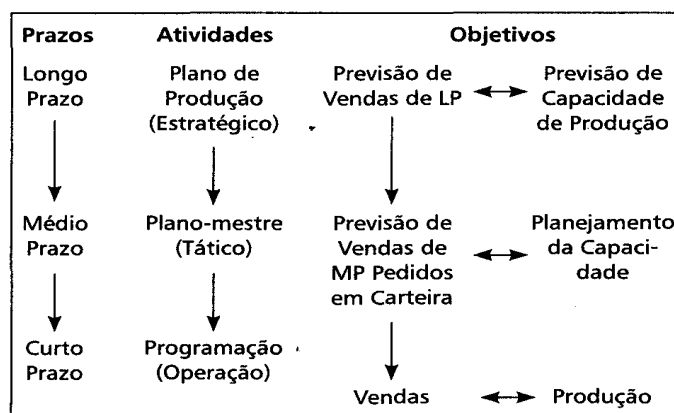 Prazos Atividades Objetivos
Longo Plano de Previsão de Previsão de
Prazo Produção Vendas de LP Capacidade
(Estratégico) de Produção
Médio Plano-mestre Previsão de Planejamento
Prazo (Tático) Vendas de da Capaci-
MP Pedidos dade
em Carteira
Curto Programação
Prazo (Operação)
Vendas Produção